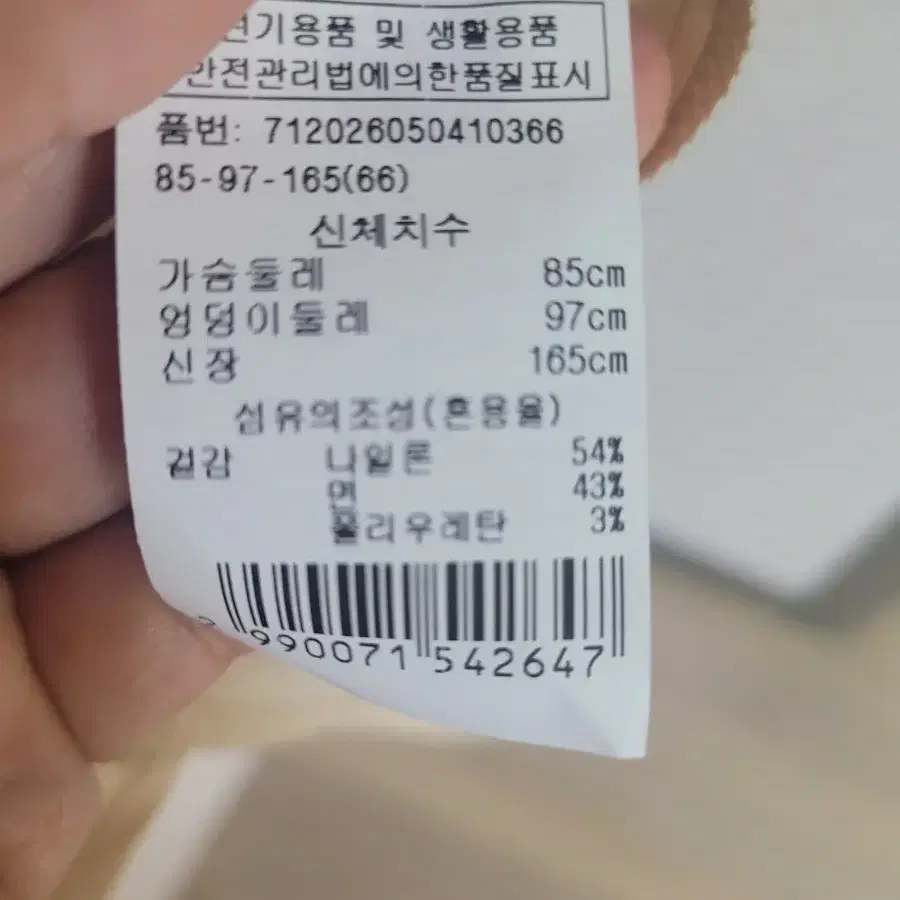 전기용품 및 생활용품
안전관리법에의한품질표시
품번: 712026050410366
85-97-165(66)
신체치수
가슴둘레 85cm
엉덩이둘레 97cm
신장 165cm
섬유의조성(혼용율)
겉감 나일론 54%
면 43%
폴리우레탄 3%
990071 542647